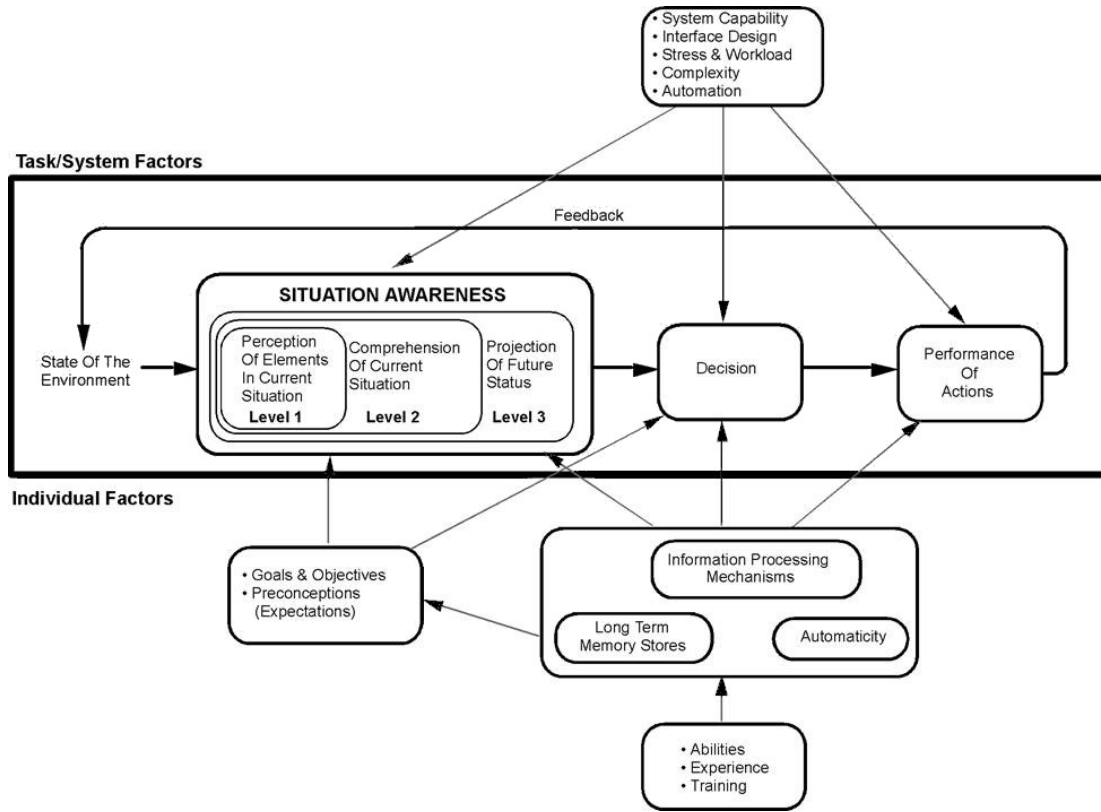 • System Capability
• Interface Design
• Stress & Workload
• Complexity
• Automation
Task/System Factors
Feedback
SITUATION AWARENESS
State Of The
Environment
Perception
Of Elements
In Current
Situation
Level 1
Comprehension
Of Current
Situation
Level 2
Projection
Of Future
Status
Level 3
Decision
Performance
Of
Actions
Individual Factors
• Goals & Objectives
• Preconceptions
(Expectations)
Information Processing
Mechanisms
Long Term
Memory Stores
Automaticity
• Abilities
• Experience
• Training